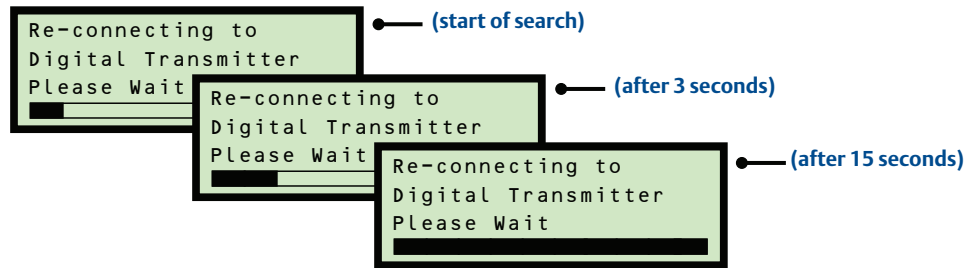 Re-connecting to
Digital Transmitter
Please Wait
(start of search)
Re-connecting to
Digital Transmitter
Please Wait
(after 3 seconds)
Re-connecting to
Digital Transmitter
Please Wait
(after 15 seconds)